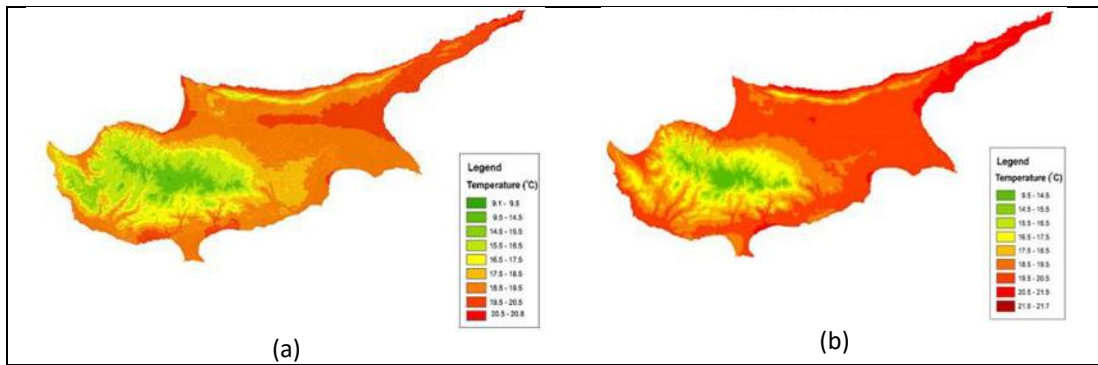 Legend
Temperature (°C)
9.1 - 9.5
9.5 - 14.5
14.5 - 15.5
15.5 - 16.5
16.5 - 17.5
17.5 - 18.5
18.5 - 19.5
19.5 - 20.5
20.5 - 20.8
(a)
Legend
Temperature (°C)
9.5 - 14.5
14.5 - 15.5
15.5 - 16.5
16.5 - 17.5
17.5 - 18.5
18.5 - 19.5
19.5 - 20.5
20.5 - 21.5
21.5 - 21.7
(b)